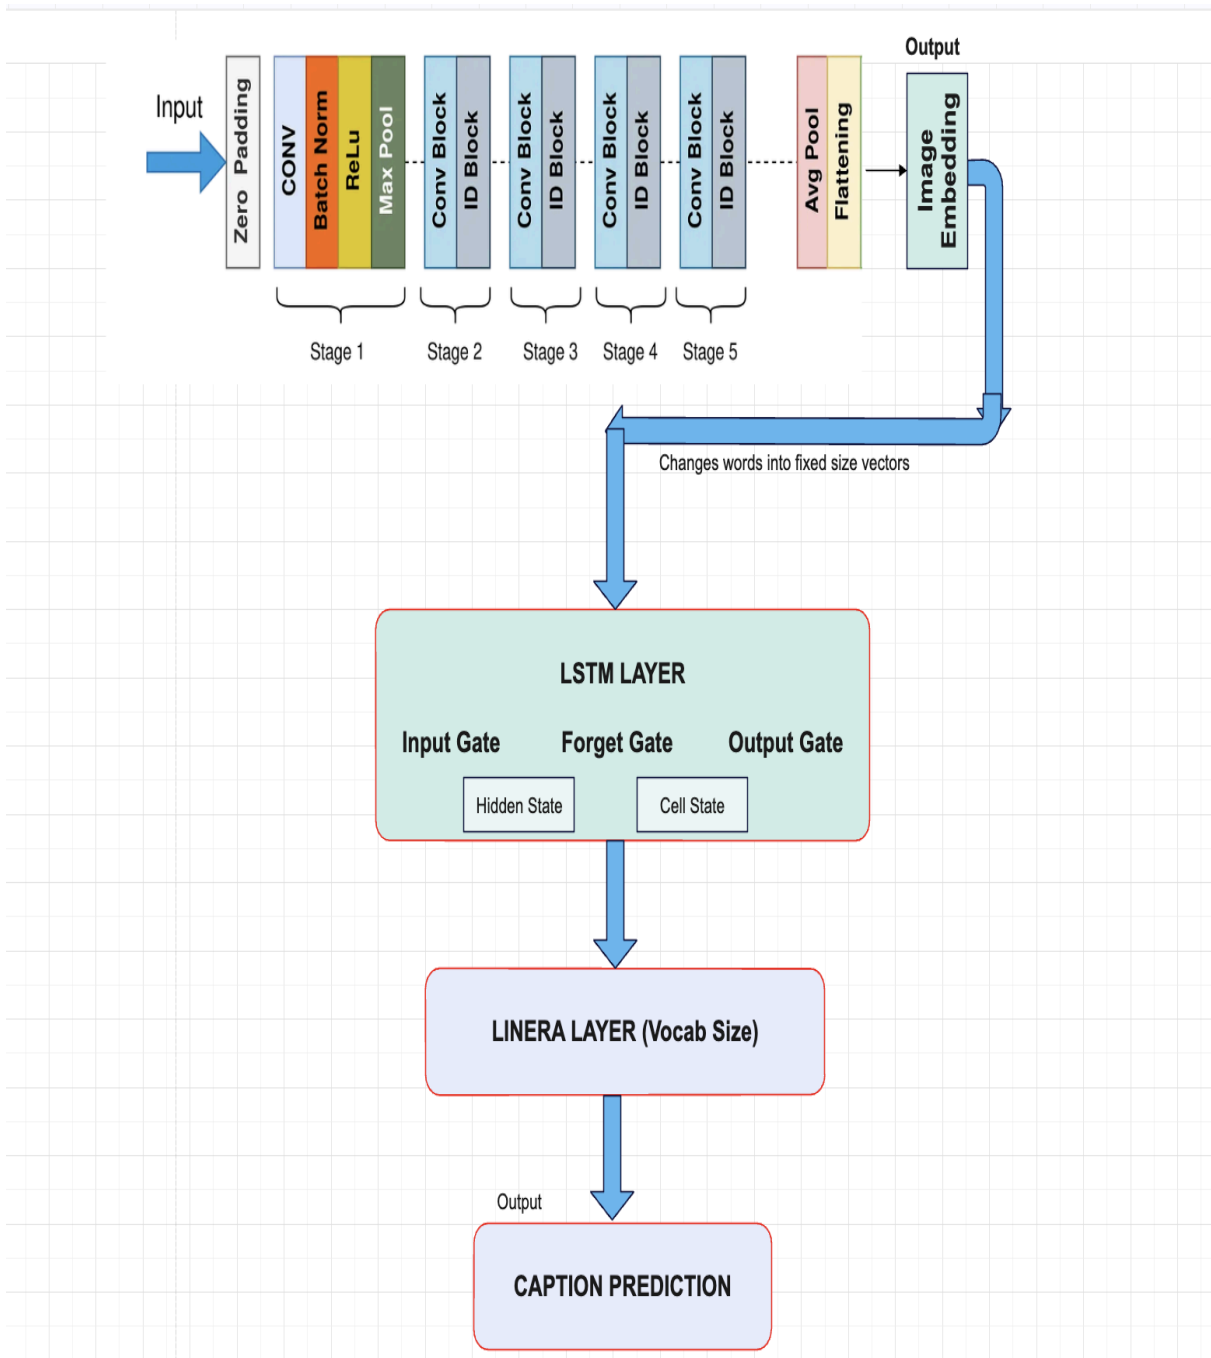 Output
Input
Zero Padding
CONV
Batch Norm
ReLu
Max Pool
Conv Block
ID Block
Conv Block
ID Block
Conv Block
ID Block
Conv Block
ID Block
Avg Pool
Flattening
Image
Embedding
Stage 1
Stage 2
Stage 3
Stage 4
Stage 5
Changes words into fixed size vectors
LSTM LAYER
Input Gate
Forget Gate
Output Gate
Hidden State
Cell State
LINERA LAYER (Vocab Size)
Output
CAPTION PREDICTION